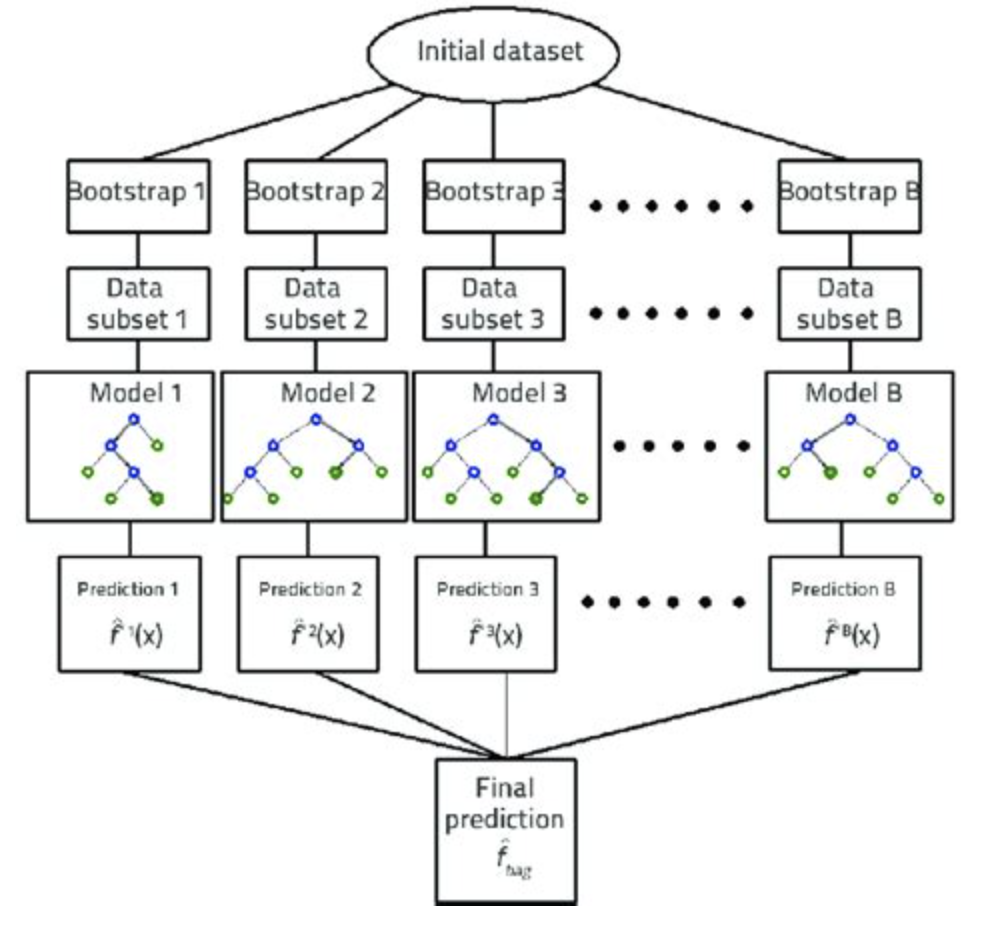 Initial dataset
Bootstrap 1
Bootstrap 2
Bootstrap 3
Bootstrap B
Data
subset 1
Data
subset 2
Data
subset 3
Data
subset B
Model 1
Model 2
Model 3
Model B
Prediction 1
Prediction 2
Prediction 3
Prediction B
f̂ ¹(x)
f̂ ²(x)
f̂ ³(x)
f̂ ᴮ(x)
Final
prediction
f̂bag